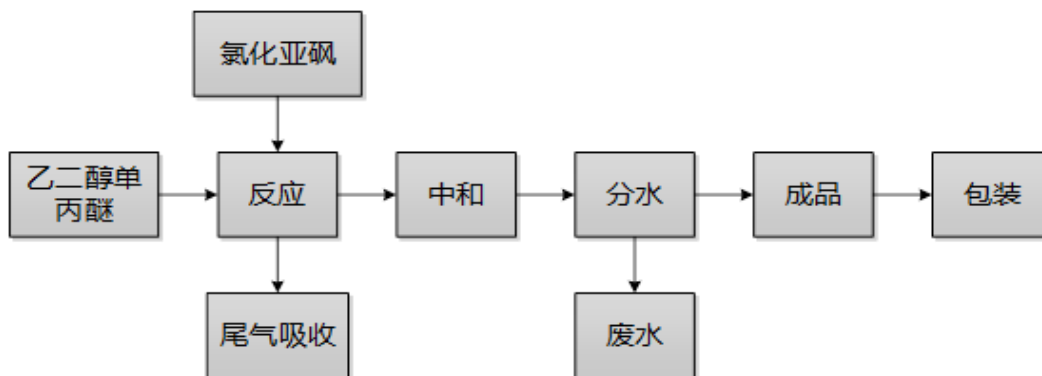 氯化亚砜
乙二醇单
丙醚
反应
中和
分水
成品
包装
尾气吸收
废水